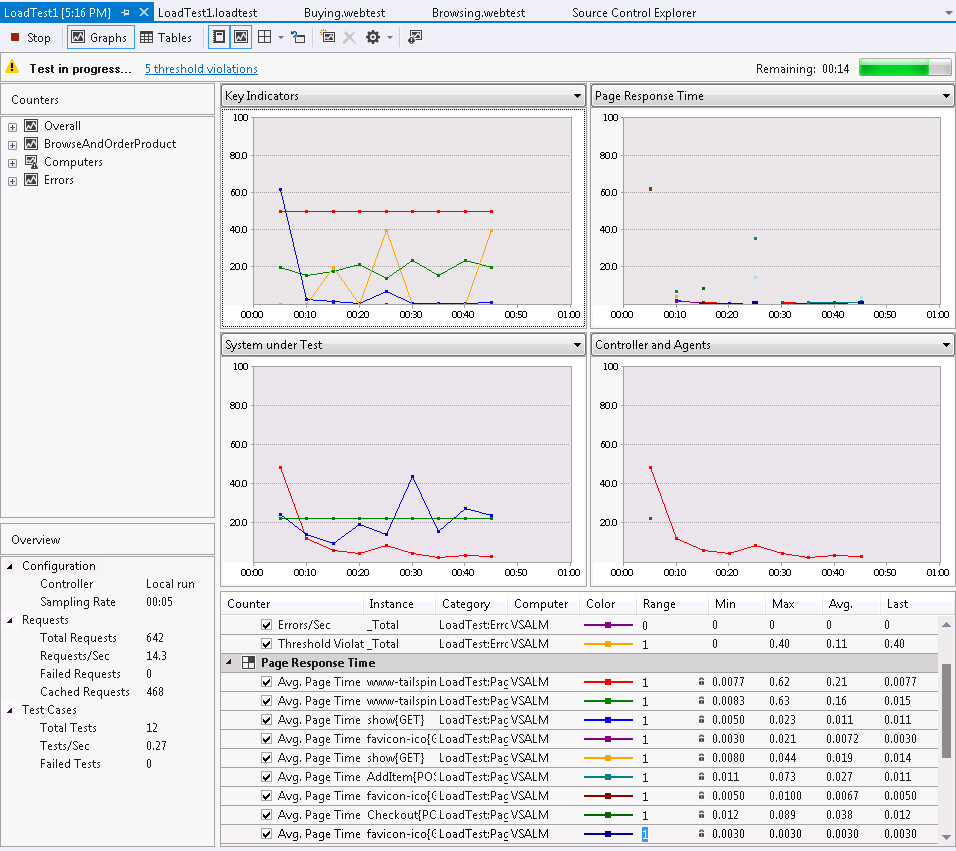 LoadTest1 [5:16 PM] LoadTest1.loadtest Buying.webtest Browsing.webtest Source Control Explorer
Stop Graphs Tables
Test in progress... 5 threshold violations Remaining: 00:14
Counters
Overall
BrowseAndOrderProduct
Computers
Errors
Key Indicators
100
80.0
60.0
40.0
20.0
00:00 00:10 00:20 00:30 00:40 00:50 01:00
Page Response Time
100
80.0
60.0
40.0
20.0
00:00 00:10 00:20 00:30 00:40 00:50 01:00
System under Test
100
80.0
60.0
40.0
20.0
00:00 00:10 00:20 00:30 00:40 00:50 01:00
Controller and Agents
100
80.0
60.0
40.0
20.0
00:00 00:10 00:20 00:30 00:40 00:50 01:00
Overview
Configuration
Controller Local run
Sampling Rate 00:05
Requests
Total Requests 642
Requests/Sec 14.3
Failed Requests 0
Cached Requests 468
Test Cases
Total Tests 12
Tests/Sec 0.27
Failed Tests 0
Counter Instance Category Computer Color Range Min Max Avg. Last
Errors/Sec _Total LoadTest:Erro VSALM 0 0 0 0 0
Threshold Violat _Total LoadTest:Erro VSALM 1 0 0.40 0.11 0.40
Page Response Time
Avg. Page Time www-tailspin LoadTest:Pag VSALM 1 0.0077 0.62 0.21 0.0077
Avg. Page Time www-tailspin LoadTest:Pag VSALM 1 0.0083 0.63 0.16 0.015
Avg. Page Time show{GET} LoadTest:Pag VSALM 1 0.0050 0.023 0.011 0.011
Avg. Page Time favicon-ico{G LoadTest:Pag VSALM 1 0.0030 0.021 0.0072 0.0030
Avg. Page Time show{GET} LoadTest:Pag VSALM 1 0.0080 0.044 0.019 0.014
Avg. Page Time AddItem{POS LoadTest:Pag VSALM 1 0.011 0.073 0.027 0.011
Avg. Page Time favicon-ico{G LoadTest:Pag VSALM 1 0.0050 0.0100 0.0067 0.0050
Avg. Page Time Checkout{PO LoadTest:Pag VSALM 1 0.012 0.089 0.038 0.012
Avg. Page Time favicon-ico{G LoadTest:Pag VSALM 1 0.0030 0.0030 0.0030 0.0030